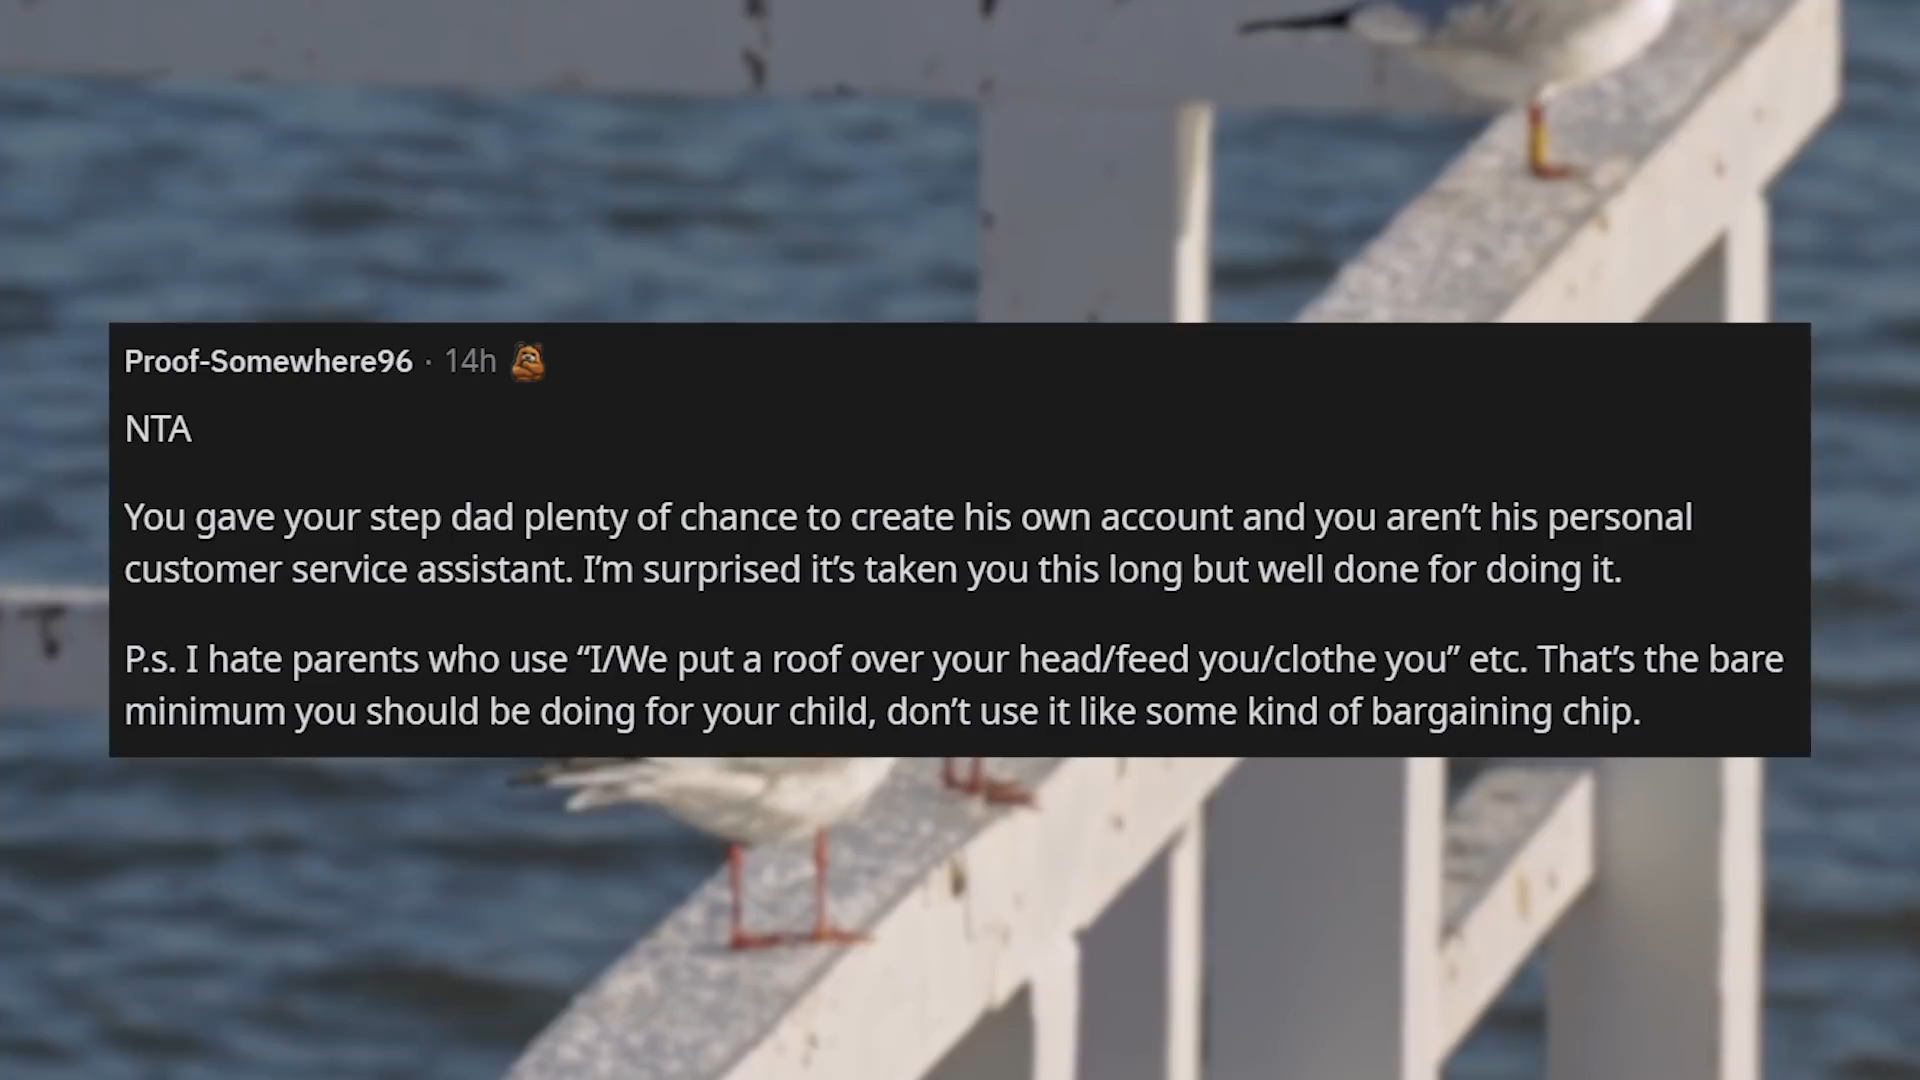 Proof-Somewhere96 · 14h
NTA
You gave your step dad plenty of chance to create his own account and you aren’t his personal
customer service assistant. I’m surprised it’s taken you this long but well done for doing it.
P.s. I hate parents who use “I/We put a roof over your head/feed you/clothe you” etc. That’s the bare
minimum you should be doing for your child, don’t use it like some kind of bargaining chip.